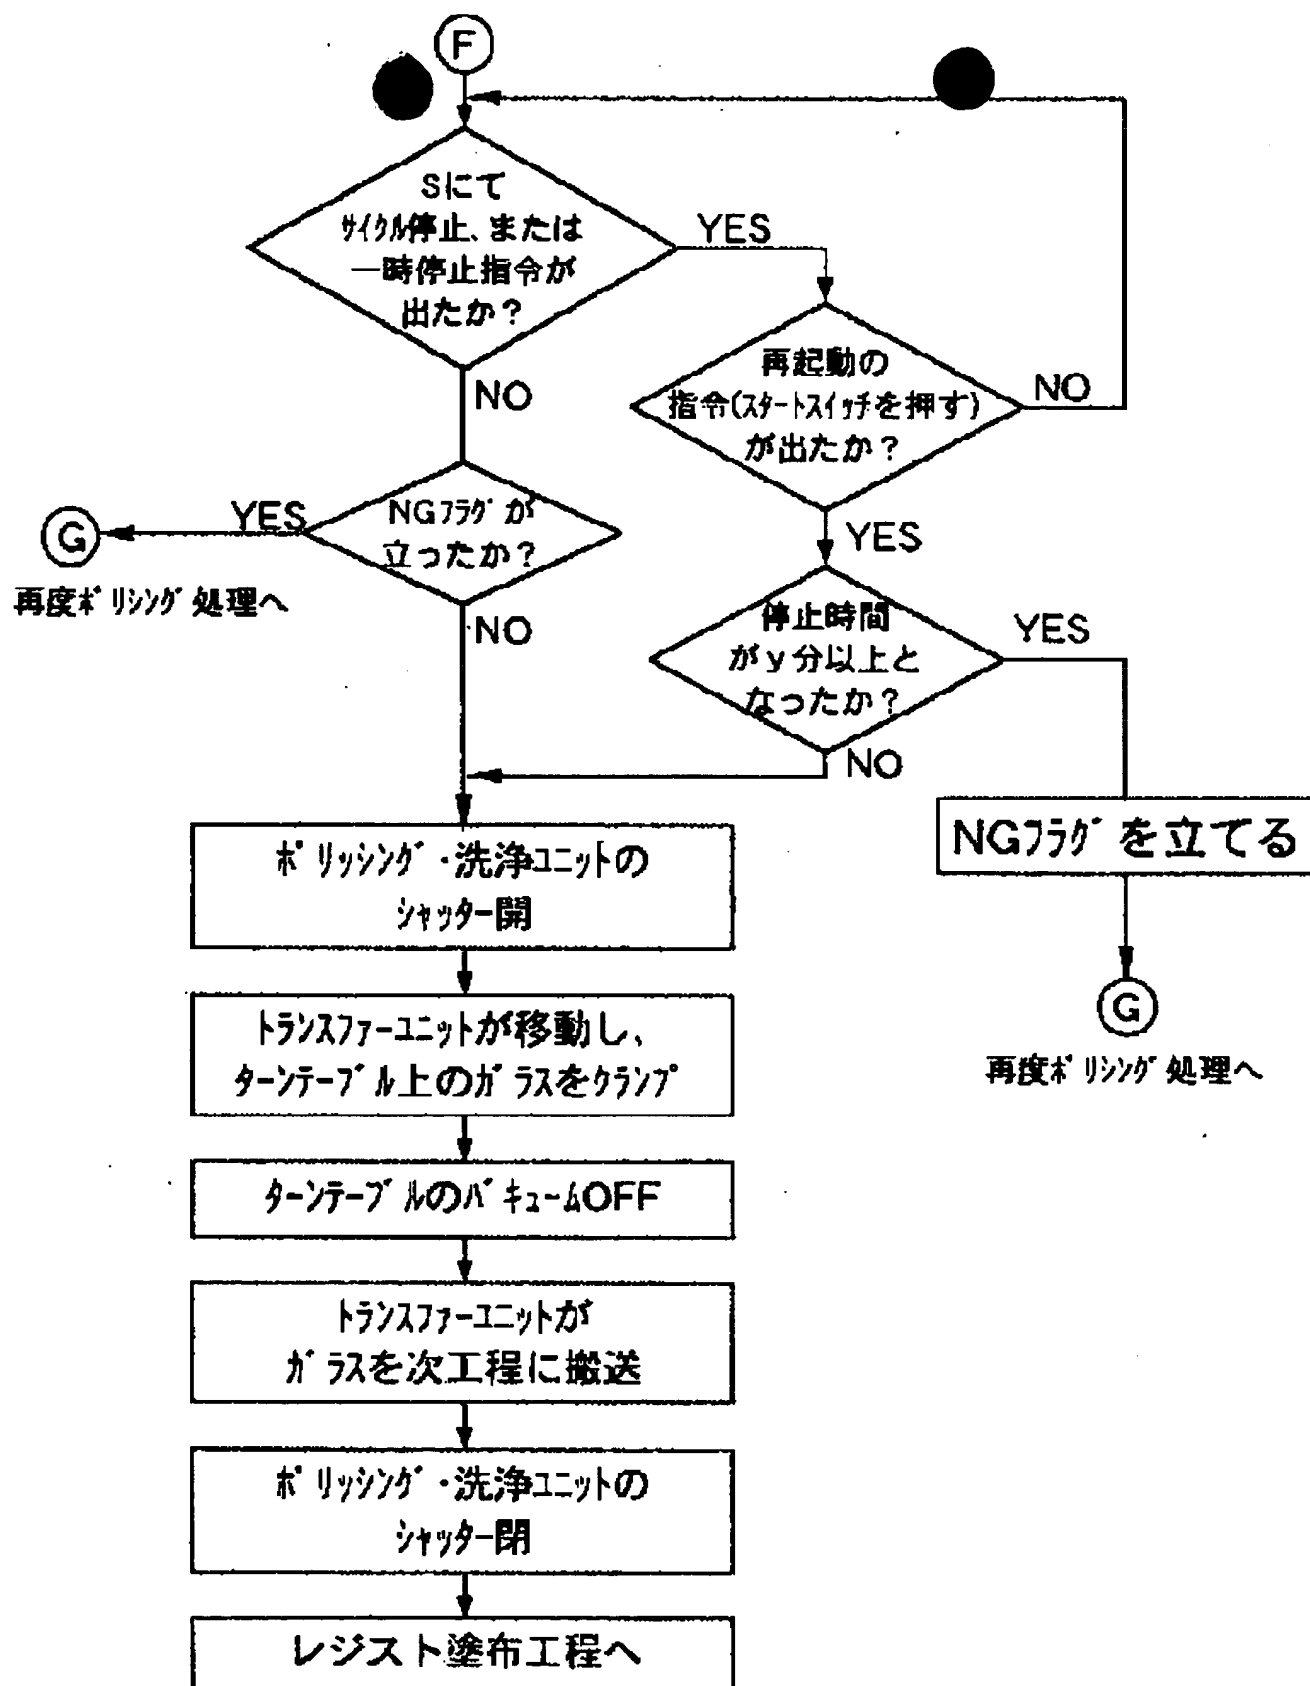 F
Sにて
ｻｲｸﾙ停止、または
一時停止指令が
出たか？
YES
NO
再起動の
指令(ｽﾀｰﾄｽｲｯﾁを押す)
が出たか？
NO
YES
NGﾌﾗｸﾞが
立ったか？
YES
G
再度ﾎﾟﾘｼﾝｸﾞ処理へ
NO
停止時間
がy分以上と
なったか？
YES
NO
NGﾌﾗｸﾞを立てる
G
再度ﾎﾟﾘｼﾝｸﾞ処理へ
ﾎﾟﾘｯｼﾝｸﾞ・洗浄ﾕﾆｯﾄの
ｼｬｯﾀｰ開
ﾄﾗﾝｽﾌｧｰﾕﾆｯﾄが移動し、
ﾀｰﾝﾃｰﾌﾞﾙ上のｶﾞﾗｽをｸﾗﾝﾌﾟ
ﾀｰﾝﾃｰﾌﾞﾙのﾊﾞｷｭｰﾑOFF
ﾄﾗﾝｽﾌｧｰﾕﾆｯﾄが
ｶﾞﾗｽを次工程に搬送
ﾎﾟﾘｯｼﾝｸﾞ・洗浄ﾕﾆｯﾄの
ｼｬｯﾀｰ閉
レジスト塗布工程へ